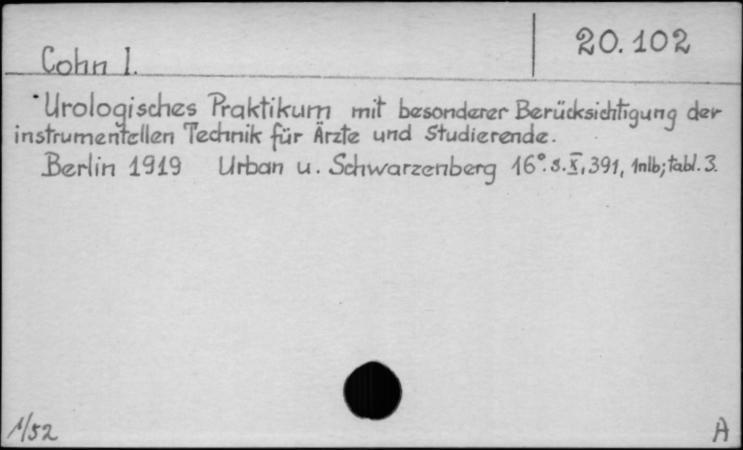 20.102
Cohn I.
Urologisches Praktikum mit besonderer Berücksichtigung der
instrumentellen Technik für Ärzte und Studierende.
Berlin 1919 Urban u. Schwarzenberg 16°. s. X, 391, 1nlb; tabl. 3.
1/52 A